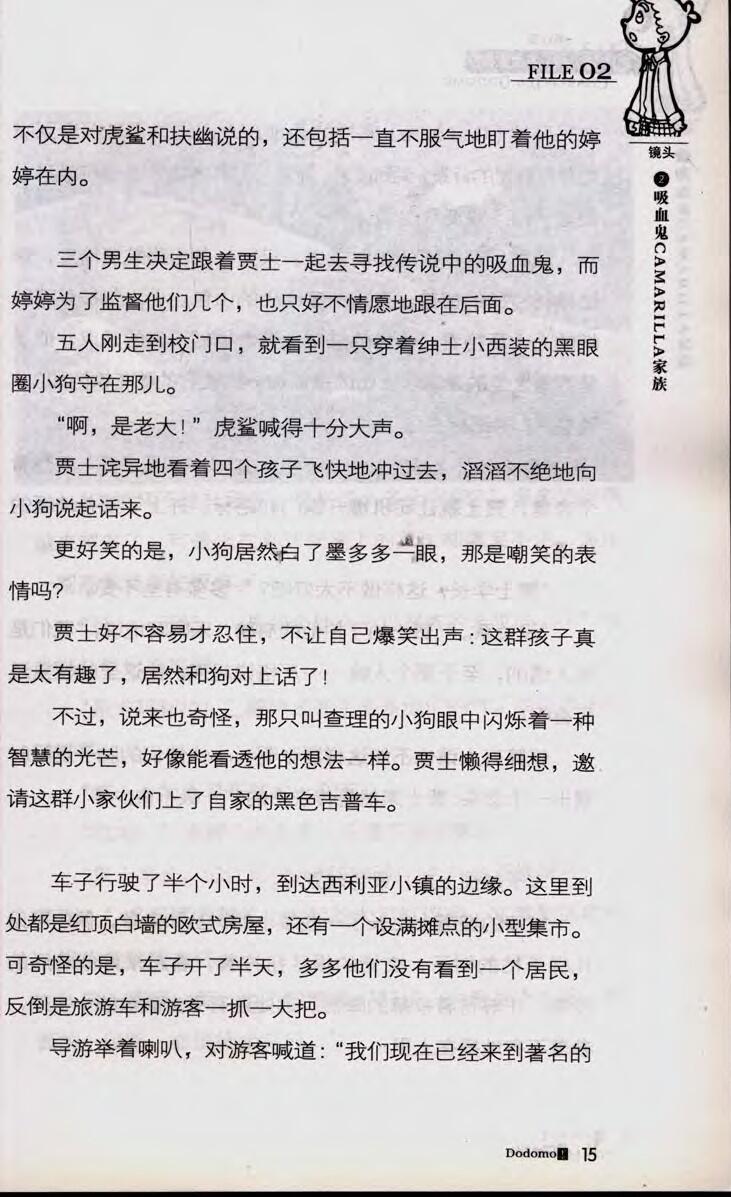 FILE 02
镜头
❷吸血鬼CAMARILLA家族
不仅是对虎鲨和扶幽说的，还包括一直不服气地盯着他的婷
婷在内。
三个男生决定跟着贾士一起去寻找传说中的吸血鬼，而
婷婷为了监督他们几个，也只好不情愿地跟在后面。
五人刚走到校门口，就看到一只穿着绅士小西装的黑眼
圈小狗守在那儿。
“啊，是老大！”虎鲨喊得十分大声。
贾士诧异地看着四个孩子飞快地冲过去，滔滔不绝地向
小狗说起话来。
更好笑的是，小狗居然白了墨多多一眼，那是嘲笑的表
情吗？
贾士好不容易才忍住，不让自己爆笑出声：这群孩子真
是太有趣了，居然和狗对上话了！
不过，说来也奇怪，那只叫查理的小狗眼中闪烁着一种
智慧的光芒，好像能看透他的想法一样。贾士懒得细想，邀
请这群小家伙们上了自家的黑色吉普车。
车子行驶了半个小时，到达西利亚小镇的边缘。这里到
处都是红顶白墙的欧式房屋，还有一个设满摊点的小型集市。
可奇怪的是，车子开了半天，多多他们没有看到一个居民，
反倒是旅游车和游客一抓一大把。
导游举着喇叭，对游客喊道：“我们现在已经来到著名的
Dodomo! 15